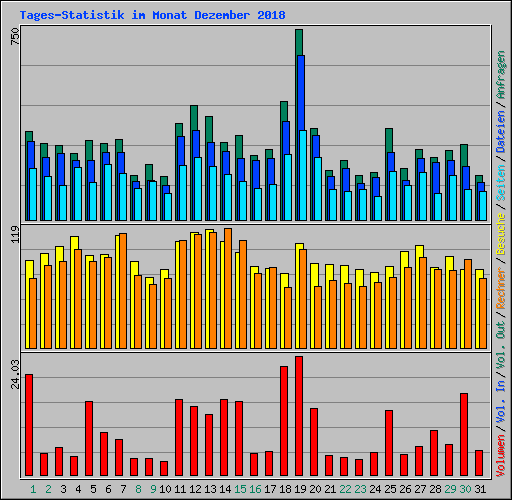 Tages-Statistik im Monat Dezember 2018
750
119
24.03
Volumen / Vol. In / Vol. Out / Rechner / Besuche / Seiten / Dateien / Anfragen
1 2 3 4 5 6 7 8 9 10 11 12 13 14 15 16 17 18 19 20 21 22 23 24 25 26 27 28 29 30 31